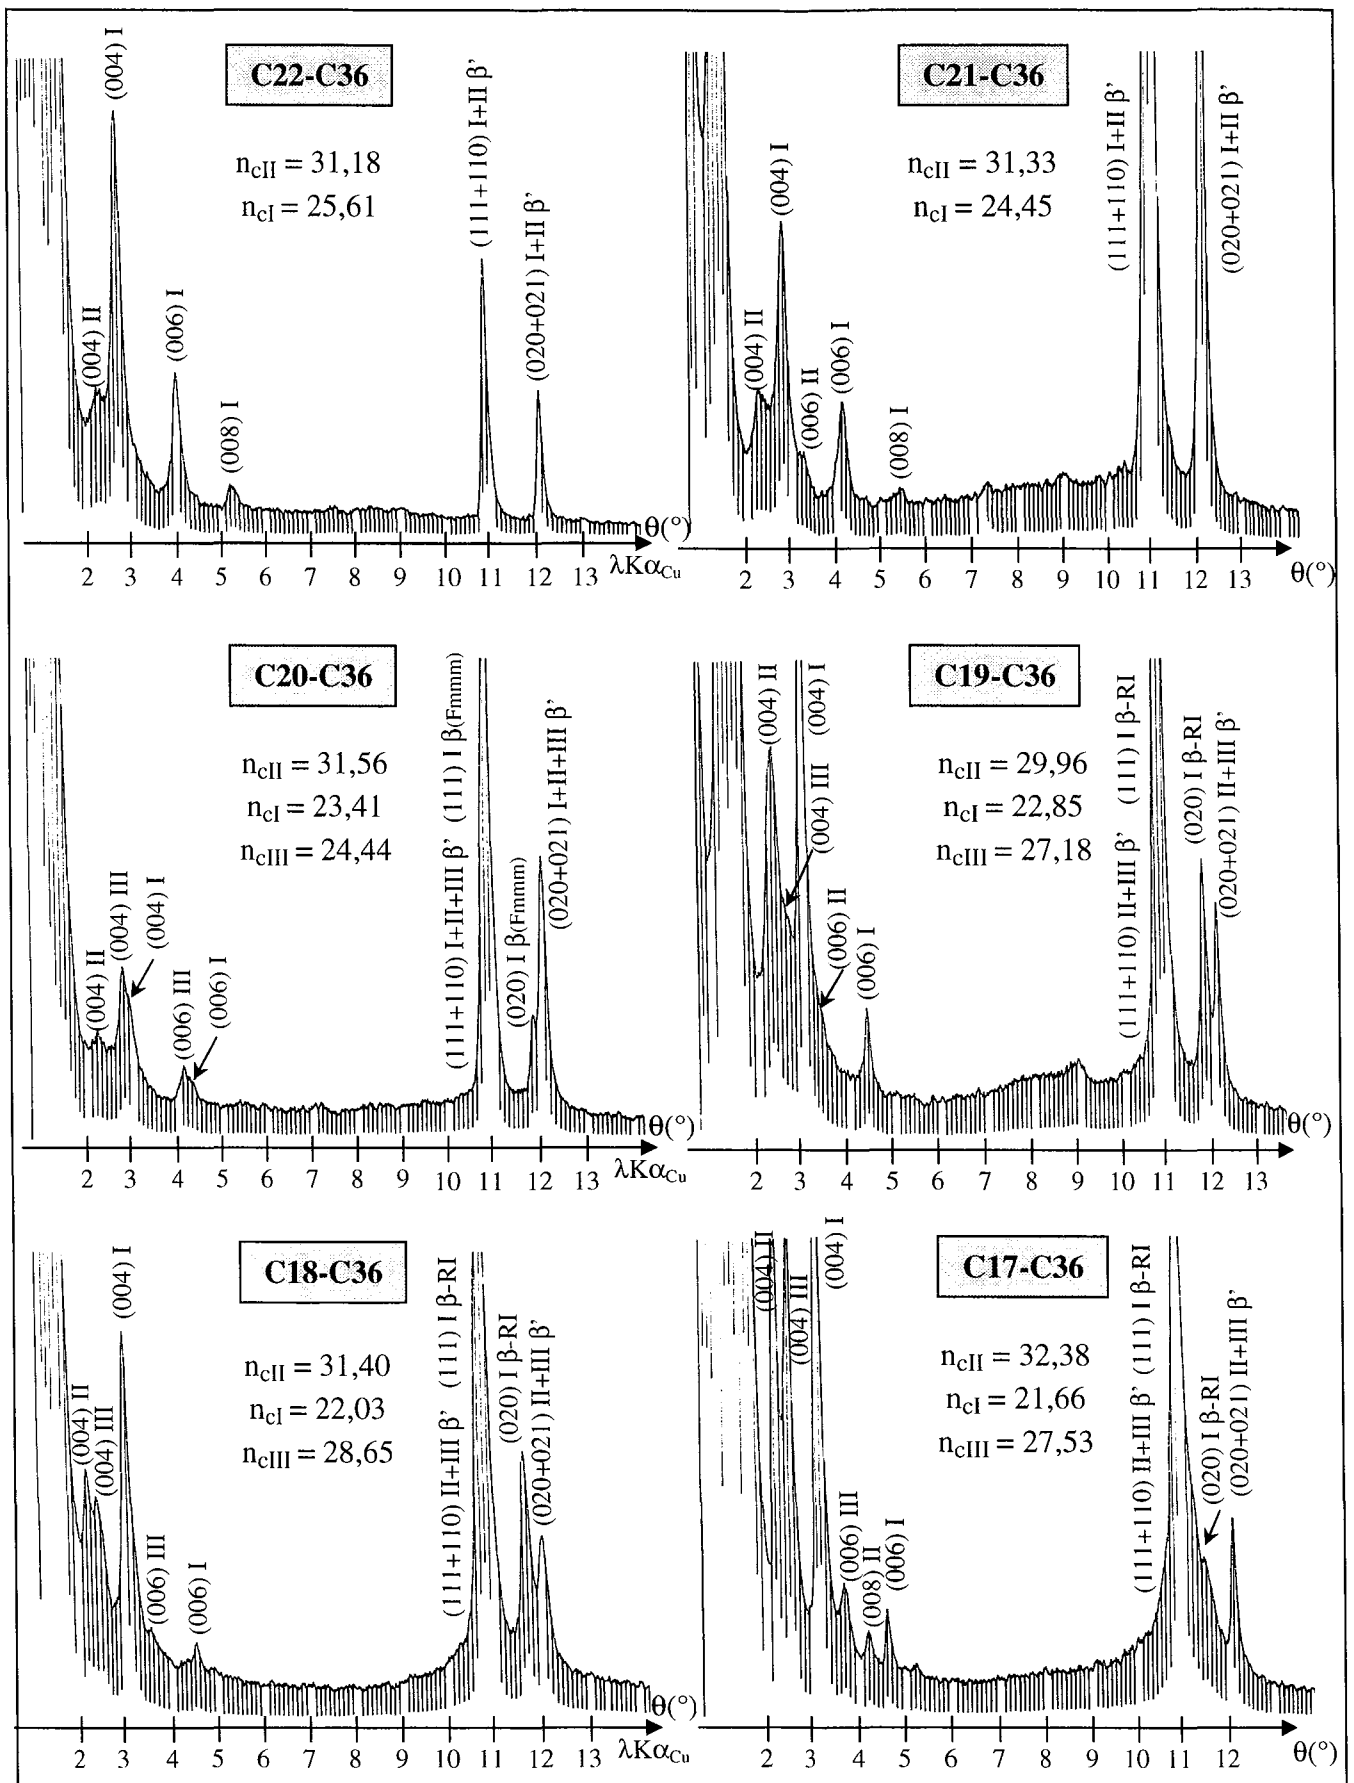 C22-C36
n_cII = 31,18
n_cI = 25,61
(004) II
(004) I
(006) I
(008) I
(111+110) I+II β'
(020+021) I+II β'
θ(°)
2 3 4 5 6 7 8 9 10 11 12 13 λKα_Cu
C21-C36
n_cII = 31,33
n_cI = 24,45
(004) II
(004) I
(006) II
(006) I
(008) I
(111+110) I+II β'
(020+021) I+II β'
2 3 4 5 6 7 8 9 10 11 12 13 θ(°)
C20-C36
n_cII = 31,56
n_cI = 23,41
n_cIII = 24,44
(004) II
(004) III
(004) I
(006) III
(006) I
(111+110) I+II+III β' (111) I β(Fmmm)
(020) I β(Fmmm)
(020+021) I+II+III β'
θ(°)
2 3 4 5 6 7 8 9 10 11 12 13 λKα_Cu
C19-C36
n_cII = 29,96
n_cI = 22,85
n_cIII = 27,18
(004) II
(004) I
(004) III
(006) II
(006) I
(111+110) II+III β' (111) I β-RI
(020) I β-RI
(020+021) II+III β'
θ(°)
2 3 4 5 6 7 8 9 10 11 12 13
C18-C36
n_cII = 31,40
n_cI = 22,03
n_cIII = 28,65
(004) II
(004) III
(004) I
(006) III
(006) I
(111+110) II+III β' (111) I β-RI
(020) I β-RI
(020+021) II+III β'
θ(°)
2 3 4 5 6 7 8 9 10 11 12 13 λKα_Cu
C17-C36
n_cII = 32,38
n_cI = 21,66
n_cIII = 27,53
(004) II
(004) III
(004) I
(006) III
(008) II
(006) I
(111+110) II+III β' (111) I β-RI
(020) I β-RI
(020+021) II+III β'
2 3 4 5 6 7 8 9 10 11 12 θ(°)